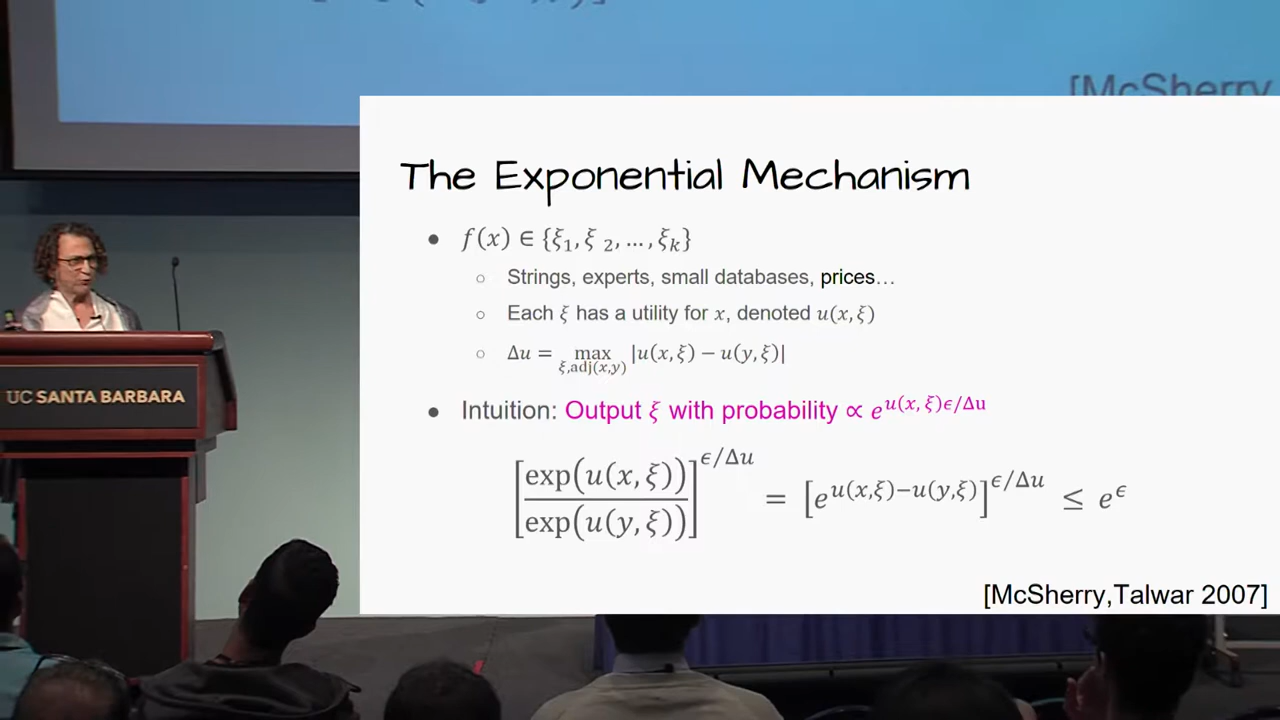 [McSherry,
The Exponential Mechanism
● f(x) ∈ {ξ₁, ξ ₂, …, ξₖ}
○ Strings, experts, small databases, prices…
○ Each ξ has a utility for x, denoted u(x, ξ)
○ Δu = max_{ξ,adj(x,y)} |u(x, ξ) − u(y, ξ)|
● Intuition: Output ξ with probability ∝ e^{u(x, ξ)ϵ/Δu}
[exp(u(x, ξ)) / exp(u(y, ξ))]^{ϵ/Δu} = [e^{u(x,ξ)−u(y,ξ)}]^{ϵ/Δu} ≤ e^ϵ
[McSherry,Talwar 2007]
UC SANTA BARBARA